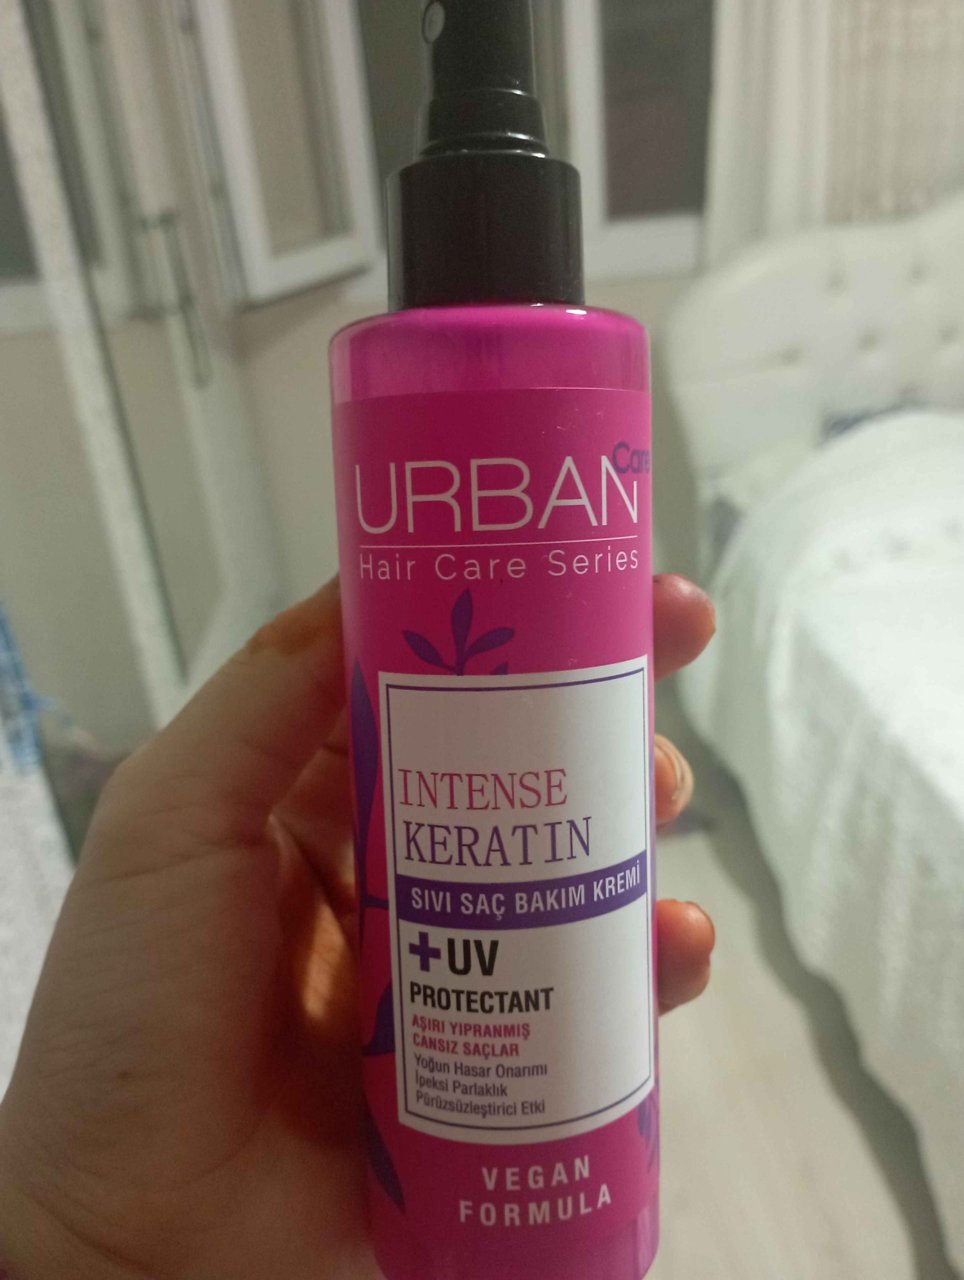 Care
URBAN
Hair Care Series
INTENSE
KERATIN
SIVI SAÇ BAKIM KREMİ
+UV
PROTECTANT
AŞIRI YIPRANMIŞ
CANSIZ SAÇLAR
Yoğun Hasar Onarımı
İpeksi Parlaklık
Pürüzsüzleştirici Etki
VEGAN
FORMULA